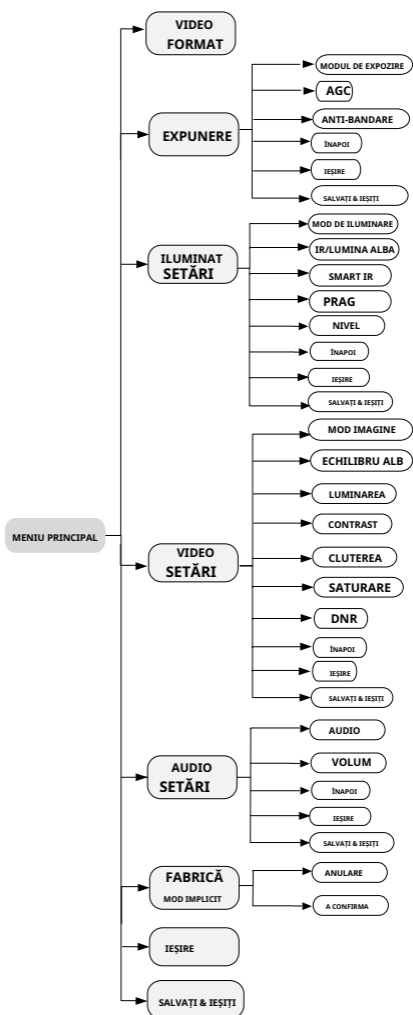 VIDEO
FORMAT
MODUL DE EXPOZIRE
AGC
EXPUNERE
ANTI-BANDARE
ÎNAPOI
IEȘIRE
SALVAȚI & IEȘIȚI
MOD DE ILUMINARE
IR/LUMINA ALBA
ILUMINAT
SETĂRI
SMART IR
PRAG
NIVEL
ÎNAPOI
IEȘIRE
SALVAȚI & IEȘIȚI
MOD IMAGINE
ECHILIBRU ALB
LUMINAREA
CONTRAST
MENIU PRINCIPAL
VIDEO
SETĂRI
CLUTEREA
SATURARE
DNR
ÎNAPOI
IEȘIRE
SALVAȚI & IEȘIȚI
AUDIO
VOLUM
AUDIO
SETĂRI
ÎNAPOI
IEȘIRE
SALVAȚI & IEȘIȚI
FABRICĂ
MOD IMPLICIT
ANULARE
A CONFIRMA
IEȘIRE
SALVAȚI & IEȘIȚI